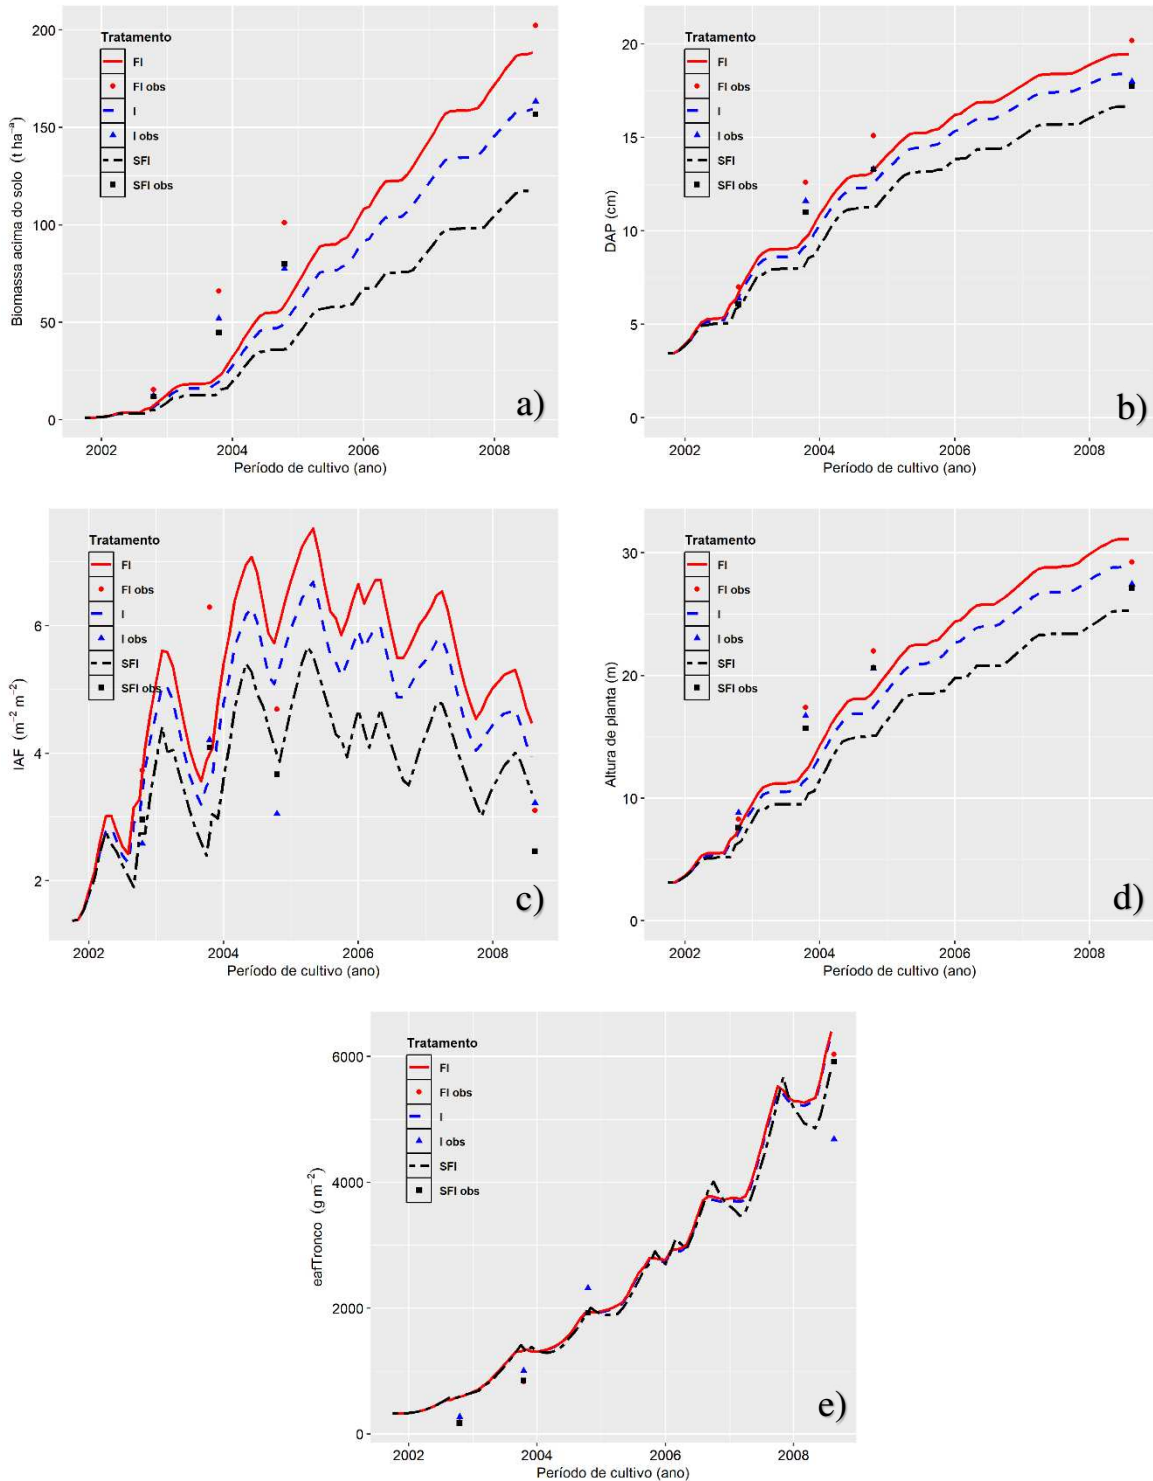 Biomassa acima do solo (t ha⁻ᵃ)
200
150
100
50
0
Tratamento
FI
FI obs
I
I obs
SFI
SFI obs
a)
2002 2004 2006 2008
Período de cultivo (ano)
DAP (cm)
20
15
10
5
0
Tratamento
FI
FI obs
I
I obs
SFI
SFI obs
b)
2002 2004 2006 2008
Período de cultivo (ano)
IAF (m⁻² m⁻²)
6
4
2
Tratamento
FI
FI obs
I
I obs
SFI
SFI obs
c)
2002 2004 2006 2008
Período de cultivo (ano)
Altura de planta (m)
30
20
10
0
Tratamento
FI
FI obs
I
I obs
SFI
SFI obs
d)
2002 2004 2006 2008
Período de cultivo (ano)
eafTronco (g m⁻²)
6000
4000
2000
0
Tratamento
FI
FI obs
I
I obs
SFI
SFI obs
e)
2002 2004 2006 2008
Período de cultivo (ano)